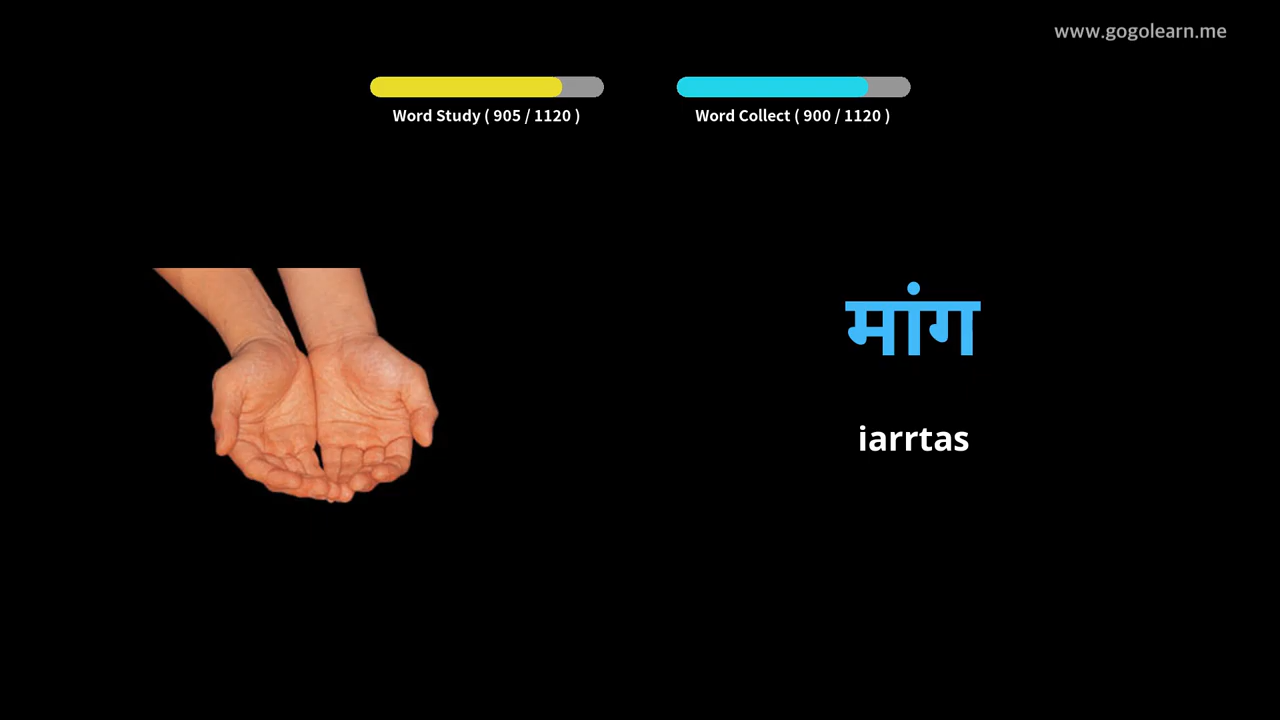 www.gogolearn.me
Word Study ( 905 / 1120 )
Word Collect ( 900 / 1120 )
मांग
iarrtas